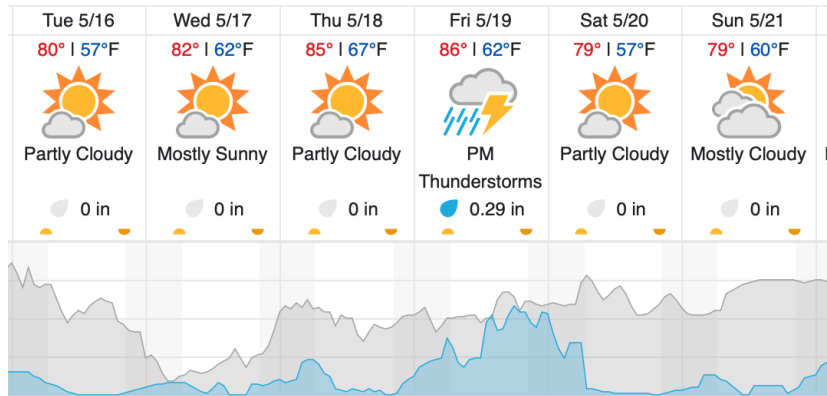 Tue 5/16 Wed 5/17 Thu 5/18 Fri 5/19 Sat 5/20 Sun 5/21
80° | 57°F 82° | 62°F 85° | 67°F 86° | 62°F 79° | 57°F 79° | 60°F
Partly Cloudy Mostly Sunny Partly Cloudy PM Partly Cloudy Mostly Cloudy
Thunderstorms
0 in 0 in 0 in 0.29 in 0 in 0 in